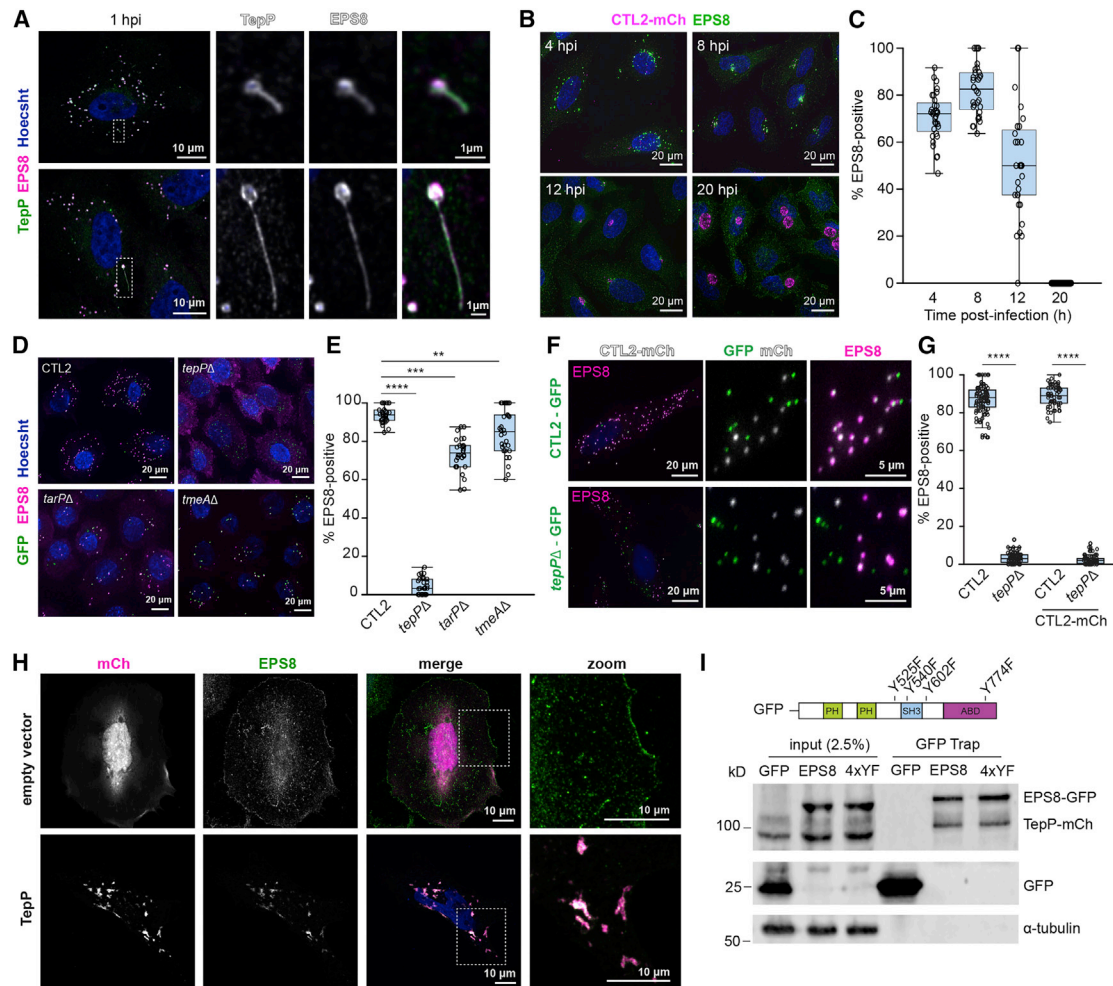 A
1 hpi
TepP
EPS8
TepP EPS8 Hoecsht
10 µm
1µm
10 µm
1µm
B
CTL2-mCh EPS8
4 hpi
8 hpi
20 µm
20 µm
12 hpi
20 hpi
20 µm
20 µm
C
% EPS8-positive
100
80
60
40
20
0
4 8 12 20
Time post-infection (h)
D
GFP EPS8 Hoecsht
CTL2
tepPΔ
20 µm
20 µm
tarPΔ
tmeAΔ
20 µm
20 µm
E
**
***
****
% EPS8-positive
100
80
60
40
20
0
CTL2
tepPΔ
tarPΔ
tmeAΔ
F
CTL2-mCh
GFP mCh
EPS8
CTL2 - GFP
EPS8
20 µm
5 µm
tepPΔ - GFP
EPS8
20 µm
5 µm
G
**** ****
% EPS8-positive
100
80
60
40
20
0
CTL2
tepPΔ
CTL2
tepPΔ
CTL2-mCh
H
mCh
EPS8
merge
zoom
empty vector
10 µm
10 µm
TepP
10 µm
10 µm
I
Y525F
Y540F
Y602F
Y774F
GFP
PH
PH
SH3
ABD
input (2.5%)
GFP Trap
kD
GFP EPS8 4xYF GFP EPS8 4xYF
EPS8-GFP
100
TepP-mCh
25
GFP
50
α-tubulin